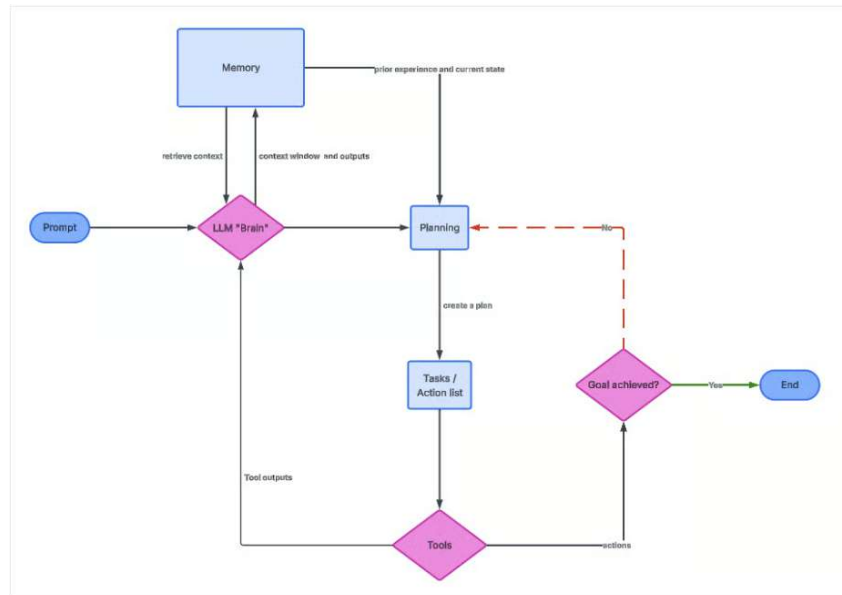 Memory
prior experience and current state
retrieve context
context window and outputs
Prompt
LLM "Brain"
Planning
No
create a plan
Tasks /
Action list
Goal achieved?
Yes
End
Tool outputs
Tools
actions